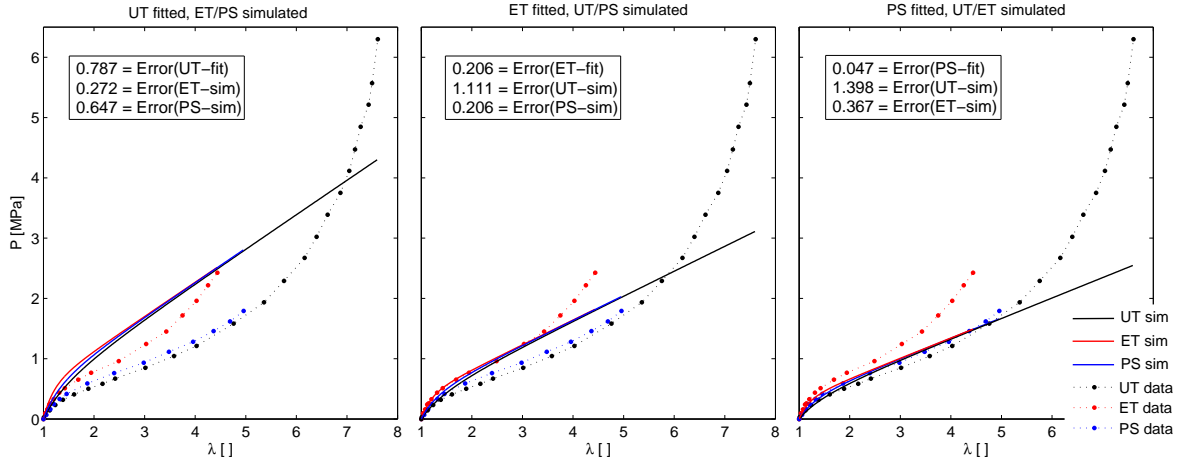 UT fitted, ET/PS simulated
ET fitted, UT/PS simulated
PS fitted, UT/ET simulated
0.787 = Error(UT−fit)
0.272 = Error(ET−sim)
0.647 = Error(PS−sim)
0.206 = Error(ET−fit)
1.111 = Error(UT−sim)
0.206 = Error(PS−sim)
0.047 = Error(PS−fit)
1.398 = Error(UT−sim)
0.367 = Error(ET−sim)
P [MPa]
6
5
4
3
2
1
0
1 2 3 4 5 6 7 8
1 2 3 4 5 6 7 8
1 2 3 4 5 6
λ [ ]
λ [ ]
λ [ ]
UT sim
ET sim
PS sim
UT data
ET data
PS data